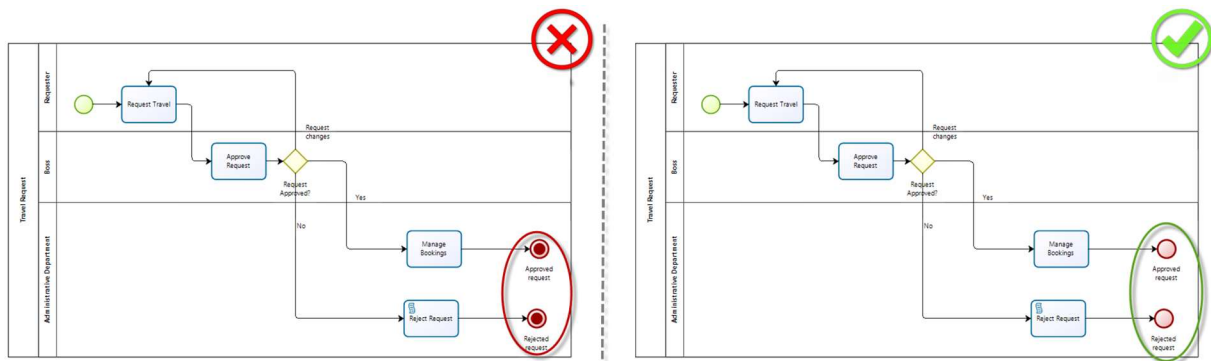 Travel Request
Requester
Request Travel
Request
changes
Boss
Approve
Request
Request
Approved?
Yes
Administrative Department
No
Manage
Bookings
Approved
request
Reject Request
Rejected
request
Travel Request
Requester
Request Travel
Request
changes
Boss
Approve
Request
Request
Approved?
Yes
Administrative Department
No
Manage
Bookings
Approved
request
Reject Request
Rejected
request